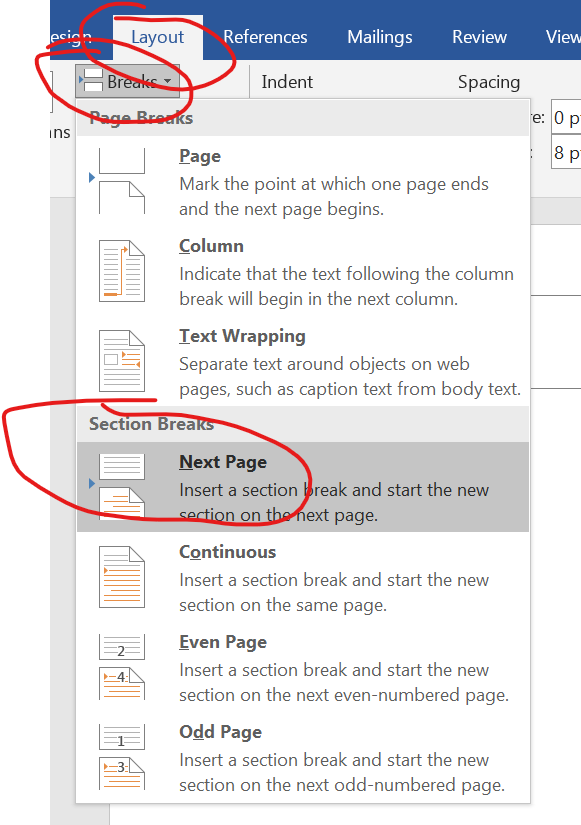 esign Layout References Mailings Review View
Breaks Indent Spacing
ans re: 0 pt
Page Breaks : 8 pt
Page
Mark the point at which one page ends
and the next page begins.
Column
Indicate that the text following the column
break will begin in the next column.
Text Wrapping
Separate text around objects on web
pages, such as caption text from body text.
Section Breaks
Next Page
Insert a section break and start the new
section on the next page.
Continuous
Insert a section break and start the new
section on the same page.
Even Page
Insert a section break and start the new
section on the next even-numbered page.
2
4
Odd Page
Insert a section break and start the new
section on the next odd-numbered page.
1
3